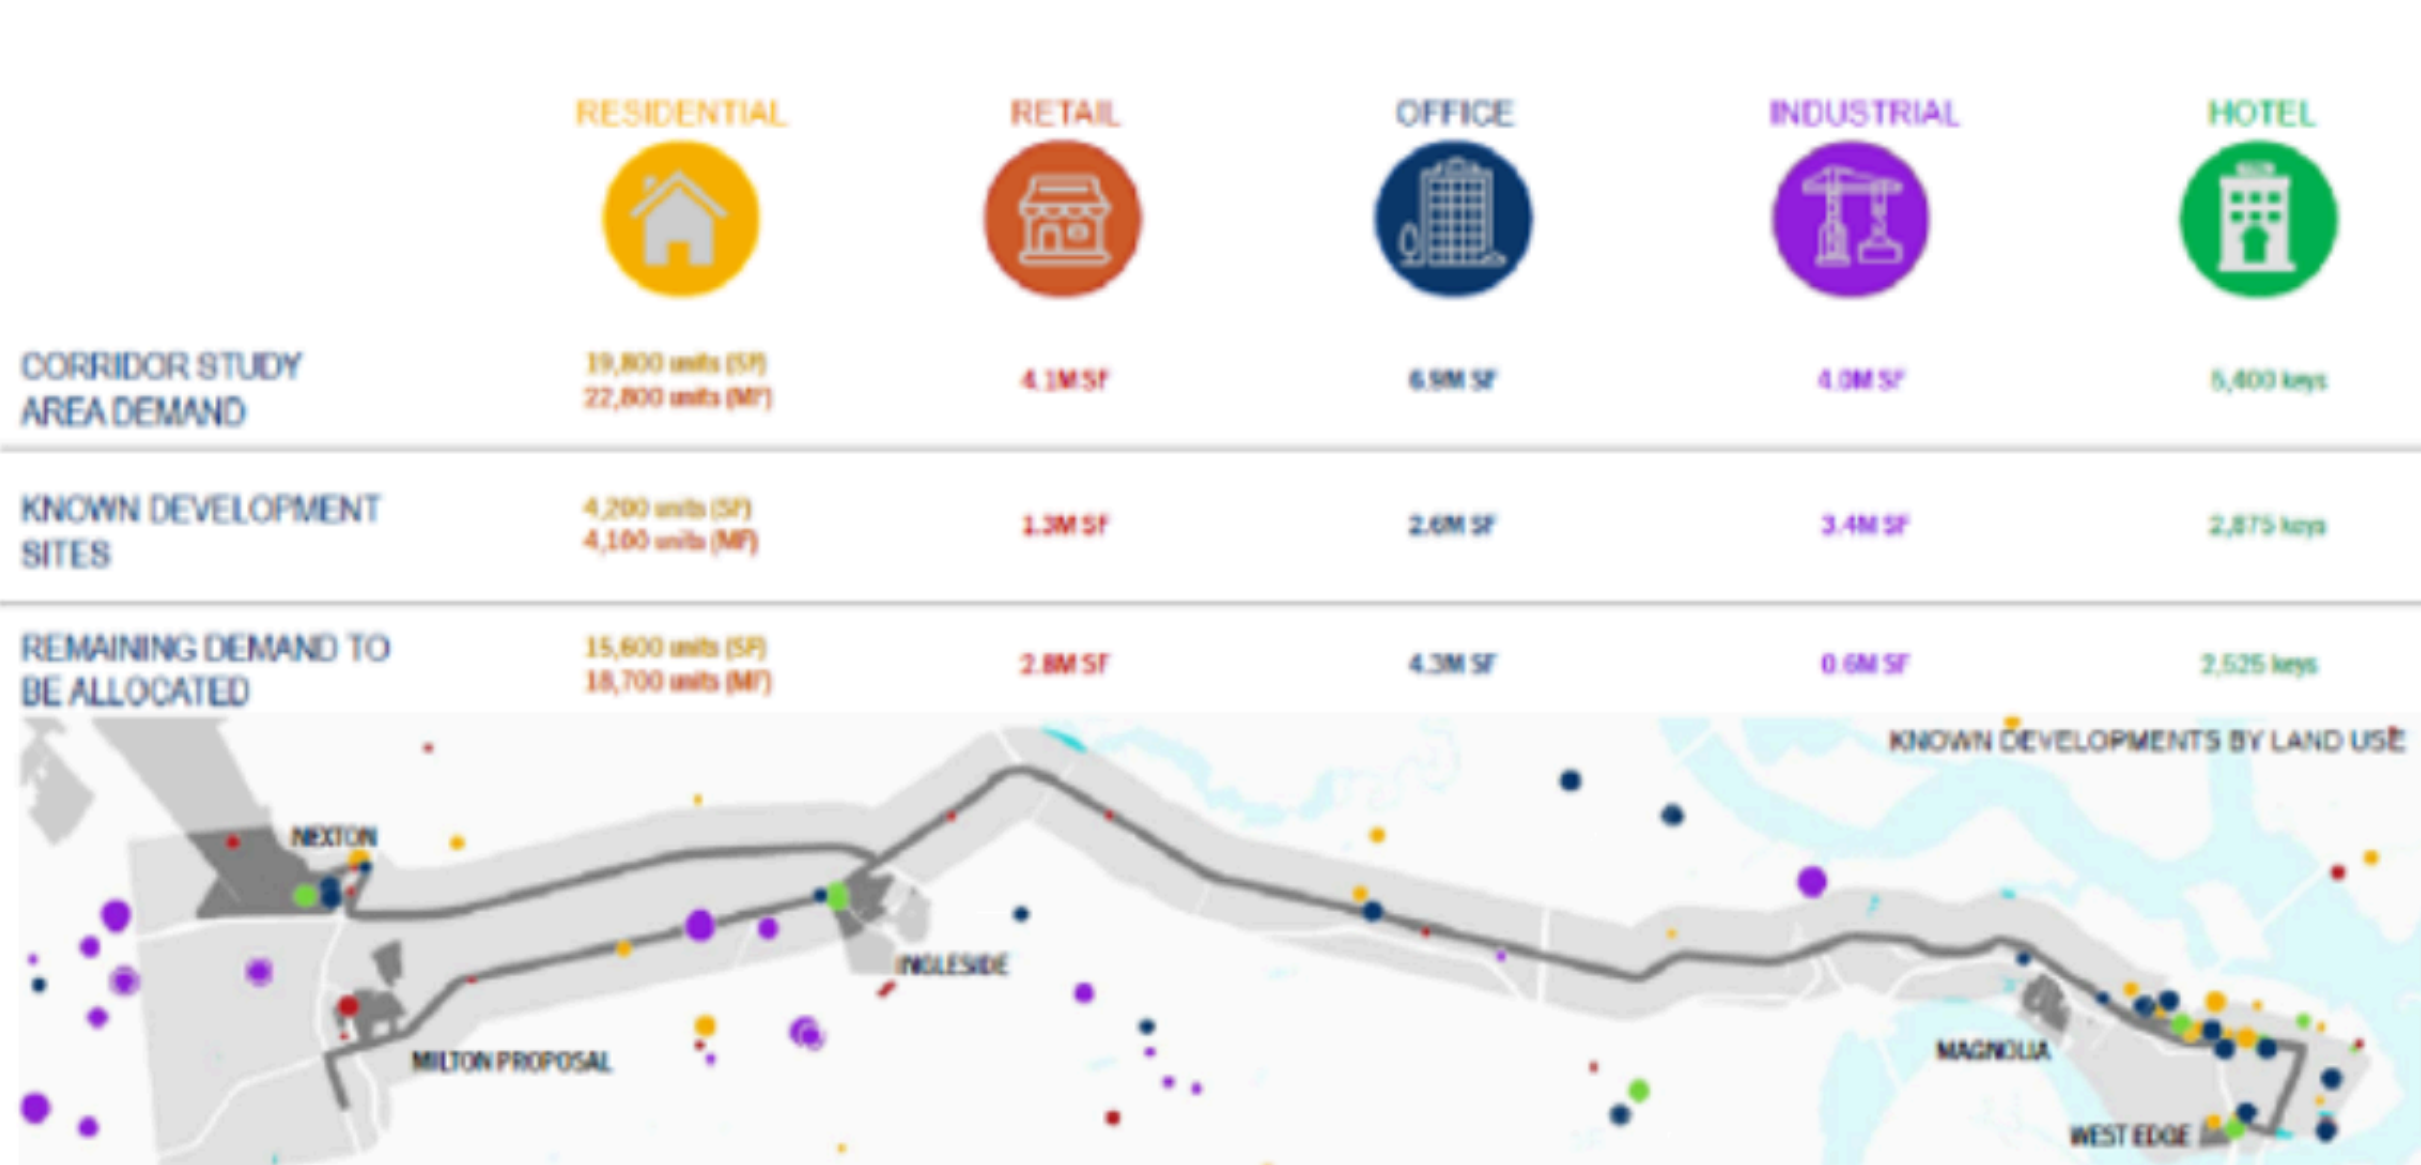 RESIDENTIAL RETAIL OFFICE INDUSTRIAL HOTEL
CORRIDOR STUDY
AREA DEMAND
19,800 units (SF)
22,800 units (MF)
4.1M SF
6.9M SF
4.0M SF
5,400 keys
KNOWN DEVELOPMENT
SITES
4,200 units (SF)
4,100 units (MF)
1.3M SF
2.6M SF
3.4M SF
2,875 keys
REMAINING DEMAND TO
BE ALLOCATED
15,600 units (SF)
18,700 units (MF)
2.8M SF
4.3M SF
0.6M SF
2,525 keys
KNOWN DEVELOPMENTS BY LAND USE
NEXTON
INGLESIDE
MILTON PROPOSAL
MAGNOLIA
WEST EDGE